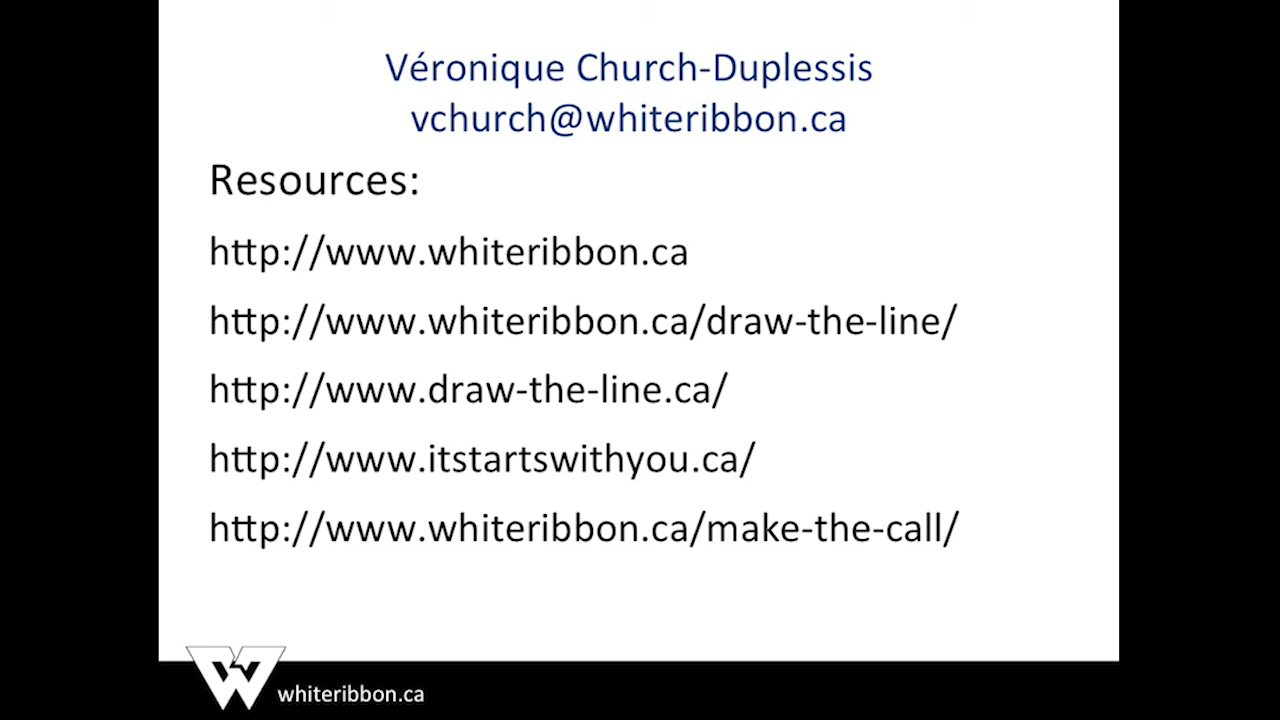 Véronique Church-Duplessis
vchurch@whiteribbon.ca
Resources:
http://www.whiteribbon.ca
http://www.whiteribbon.ca/draw-the-line/
http://www.draw-the-line.ca/
http://www.itstartswithyou.ca/
http://www.whiteribbon.ca/make-the-call/
whiteribbon.ca